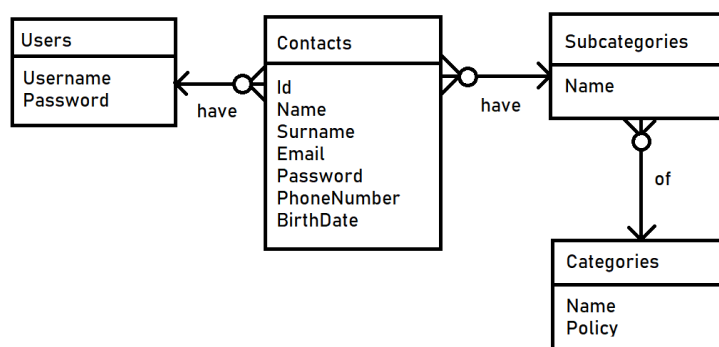 Users
Username
Password
have
Contacts
Id
Name
Surname
Email
Password
PhoneNumber
BirthDate
have
Subcategories
Name
of
Categories
Name
Policy